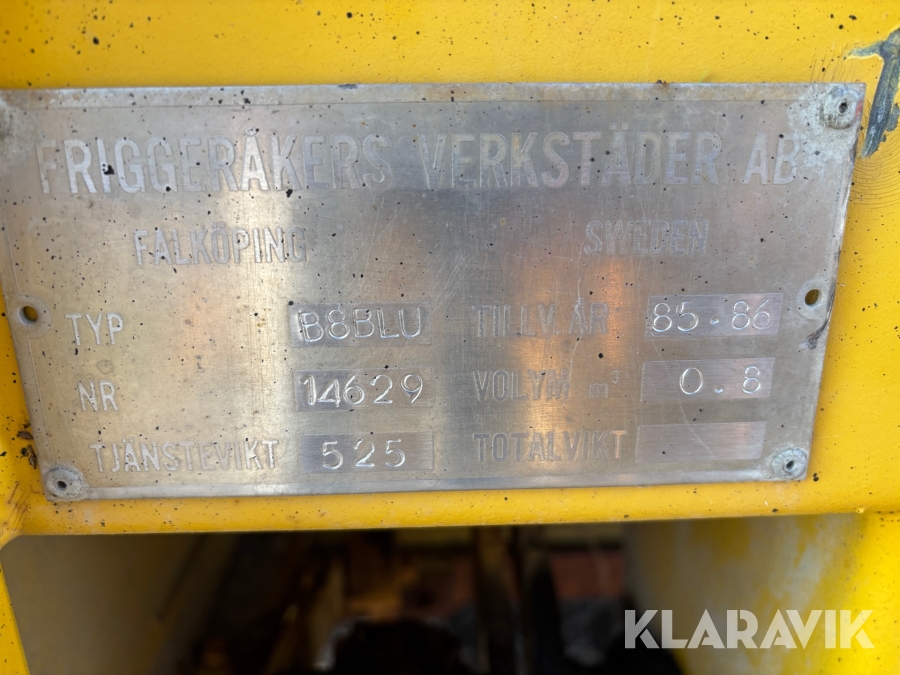 FRIGGERÅKERS VERKSTÄDER AB
FALKÖPING SWEDEN
TYP B8BLU TILLV.ÅR 85-86
NR 14629 VOLYM m³ 0.8
TJÄNSTEVIKT 525 TOTALVIKT
KLARAVIK